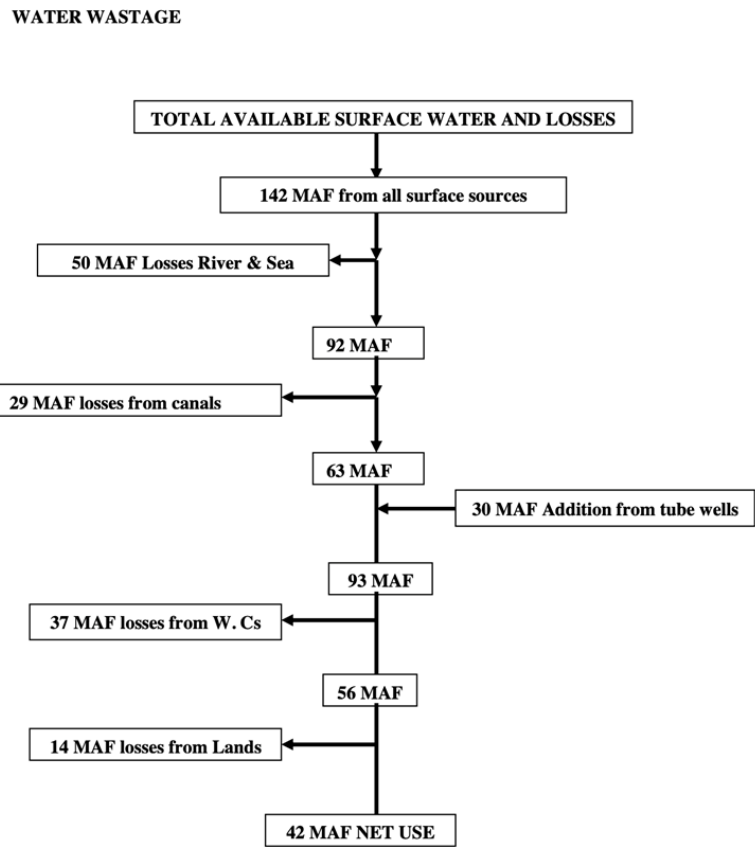 WATER WASTAGE
TOTAL AVAILABLE SURFACE WATER AND LOSSES
142 MAF from all surface sources
50 MAF Losses River & Sea
92 MAF
29 MAF losses from canals
63 MAF
30 MAF Addition from tube wells
93 MAF
37 MAF losses from W. Cs
56 MAF
14 MAF losses from Lands
42 MAF NET USE